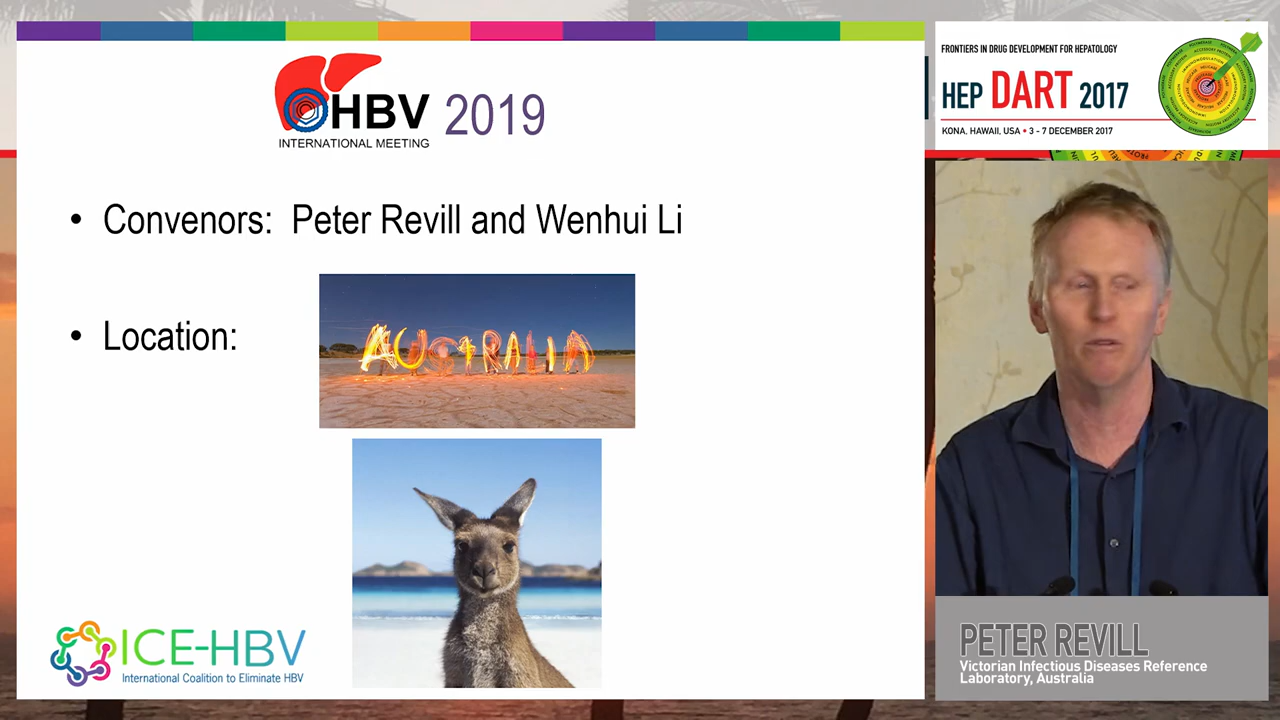 HBV 2019
INTERNATIONAL MEETING
• Convenors: Peter Revill and Wenhui Li
• Location:
AUSTRALIA
ICE-HBV
International Coalition to Eliminate HBV
FRONTIERS IN DRUG DEVELOPMENT FOR HEPATOLOGY
HEP DART 2017
KONA, HAWAII, USA • 3 - 7 DECEMBER 2017
PETER REVILL
Victorian Infectious Diseases Reference
Laboratory, Australia